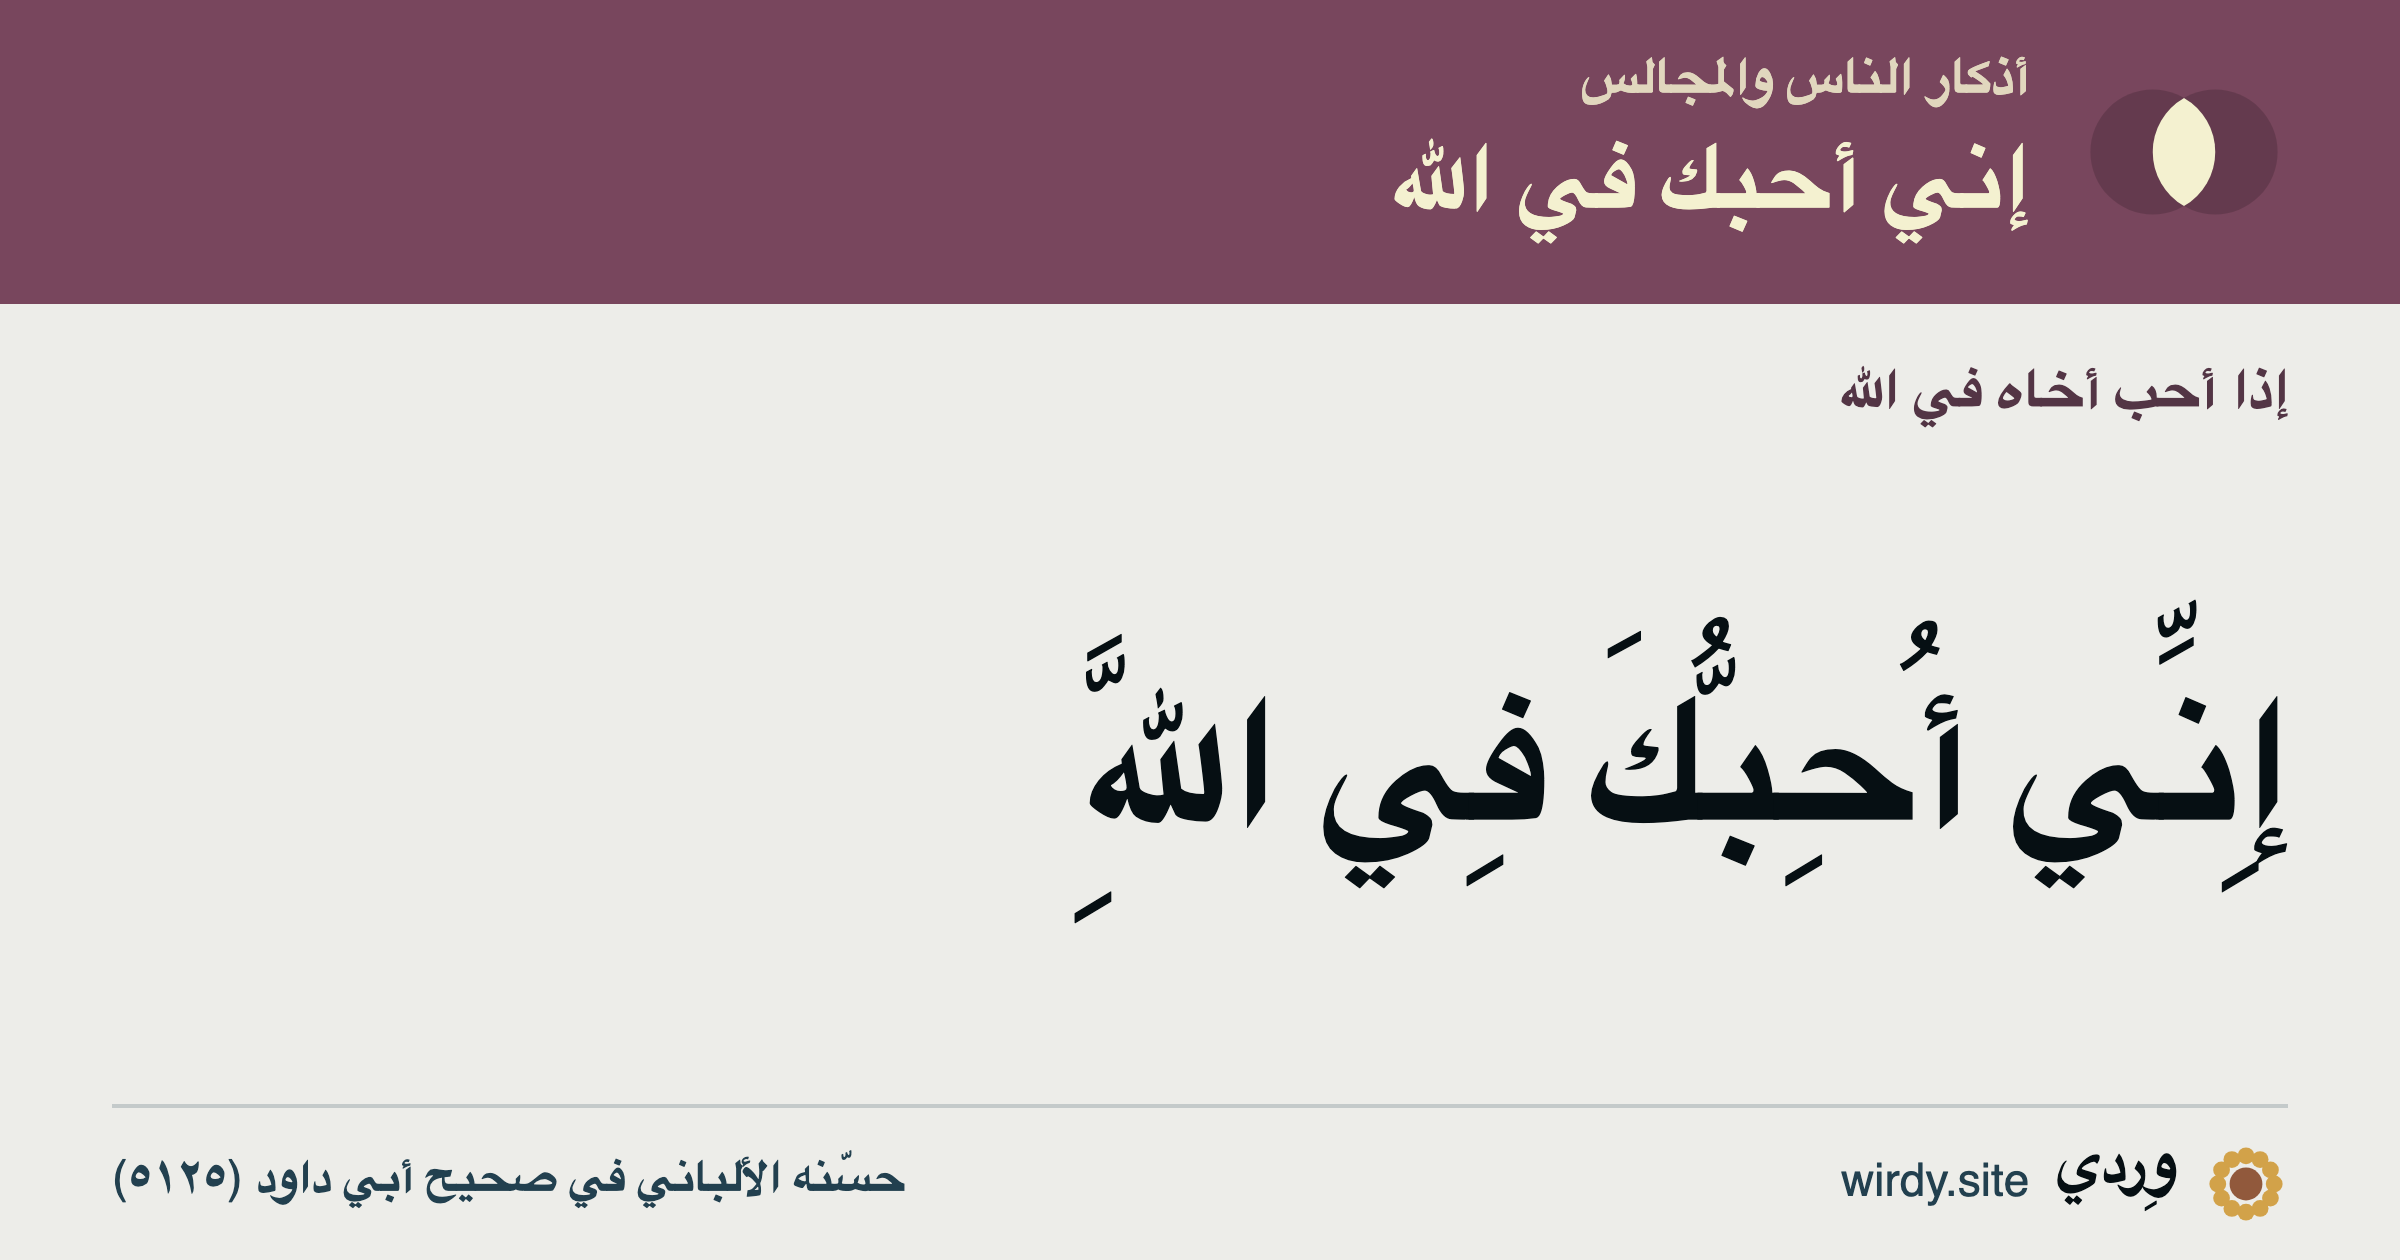 أذكار الناس والمجالس
إني أحبك في الله
إذا أحب أخاه في الله
إِنِّي أُحِبُّكَ فِي اللَّهِ
وِردي wirdy.site
حسّنه الألباني في صحيح أبي داود (٥١٢٥)